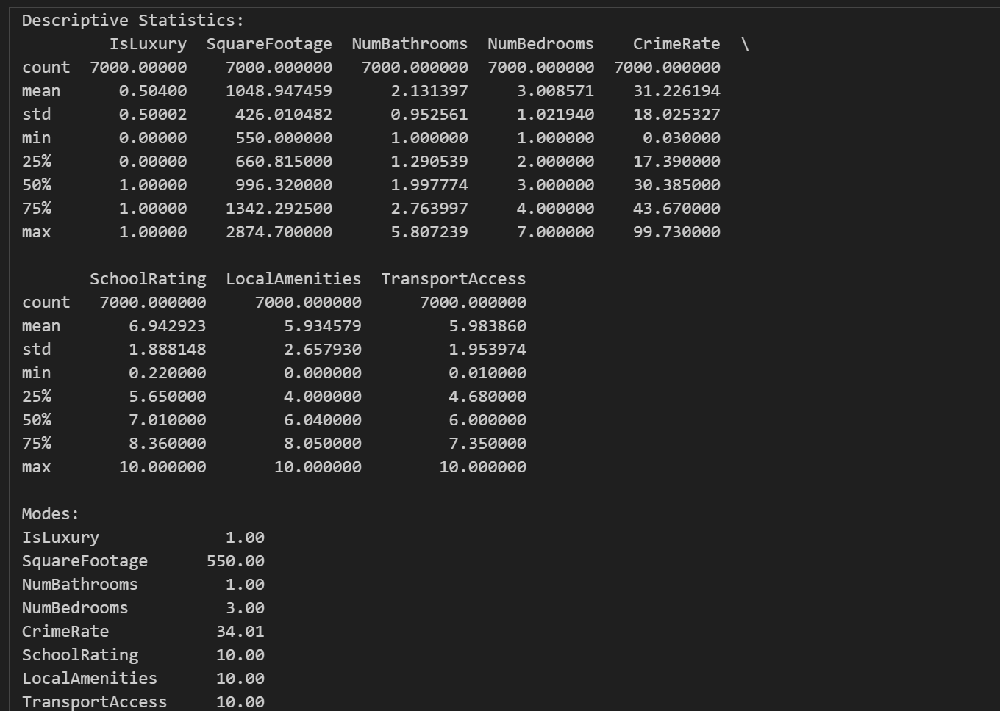 Descriptive Statistics:
IsLuxury SquareFootage NumBathrooms NumBedrooms CrimeRate \
count 7000.00000 7000.000000 7000.000000 7000.000000 7000.000000
mean 0.50400 1048.947459 2.131397 3.008571 31.226194
std 0.50002 426.010482 0.952561 1.021940 18.025327
min 0.00000 550.000000 1.000000 1.000000 0.030000
25% 0.00000 660.815000 1.290539 2.000000 17.390000
50% 1.00000 996.320000 1.997774 3.000000 30.385000
75% 1.00000 1342.292500 2.763997 4.000000 43.670000
max 1.00000 2874.700000 5.807239 7.000000 99.730000
SchoolRating LocalAmenities TransportAccess
count 7000.000000 7000.000000 7000.000000
mean 6.942923 5.934579 5.983860
std 1.888148 2.657930 1.953974
min 0.220000 0.000000 0.010000
25% 5.650000 4.000000 4.680000
50% 7.010000 6.040000 6.000000
75% 8.360000 8.050000 7.350000
max 10.000000 10.000000 10.000000
Modes:
IsLuxury 1.00
SquareFootage 550.00
NumBathrooms 1.00
NumBedrooms 3.00
CrimeRate 34.01
SchoolRating 10.00
LocalAmenities 10.00
TransportAccess 10.00